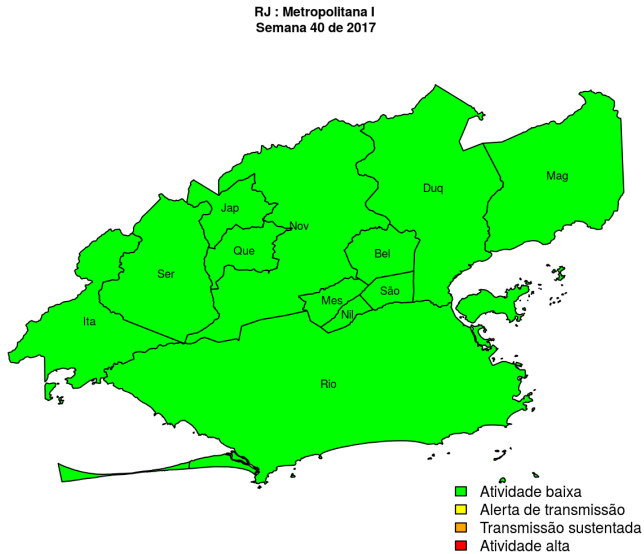 RJ : Metropolitana I
Semana 40 de 2017
Mag
Duq
Jap
Nov
Que
Bel
Ser
São
Mes
Nil
Ita
Rio
Atividade baixa
Alerta de transmissão
Transmissão sustentada
Atividade alta